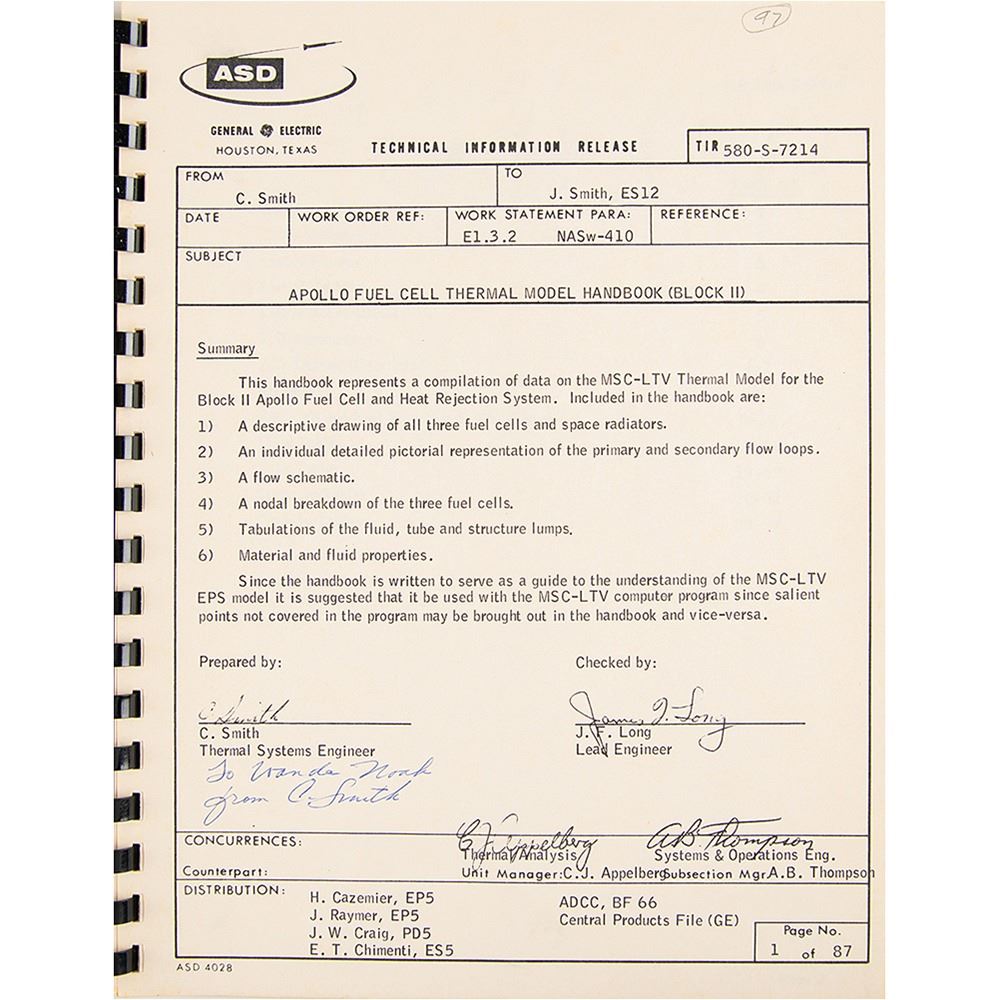 97
ASD
GENERAL ELECTRIC
HOUSTON, TEXAS
TECHNICAL INFORMATION RELEASE
TIR 580-S-7214
FROM
C. Smith
TO
J. Smith, ES12
DATE
WORK ORDER REF:
WORK STATEMENT PARA:
E1.3.2 NASw-410
REFERENCE:
SUBJECT
APOLLO FUEL CELL THERMAL MODEL HANDBOOK (BLOCK II)
Summary
This handbook represents a compilation of data on the MSC-LTV Thermal Model for the
Block II Apollo Fuel Cell and Heat Rejection System. Included in the handbook are:
1) A descriptive drawing of all three fuel cells and space radiators.
2) An individual detailed pictorial representation of the primary and secondary flow loops.
3) A flow schematic.
4) A nodal breakdown of the three fuel cells.
5) Tabulations of the fluid, tube and structure lumps.
6) Material and fluid properties.
Since the handbook is written to serve as a guide to the understanding of the MSC-LTV
EPS model it is suggested that it be used with the MSC-LTV computor program since salient
points not covered in the program may be brought out in the handbook and vice-versa.
Prepared by:
C Smith
C. Smith
Thermal Systems Engineer
To Wanda Noak
from C. Smith
Checked by:
James F. Long
J. F. Long
Lead Engineer
CONCURRENCES:
Counterpart:
C J Appelberg
Thermal Analysis
Unit Manager:C.J. Appelberg
A.B. Thompson
Systems & Operations Eng.
Subsection Mgr A.B. Thompson
DISTRIBUTION:
H. Cazemier, EP5
J. Raymer, EP5
J. W. Craig, PD5
E. T. Chimenti, ES5
ADCC, BF 66
Central Products File (GE)
Page No.
1 of 87
ASD 4028